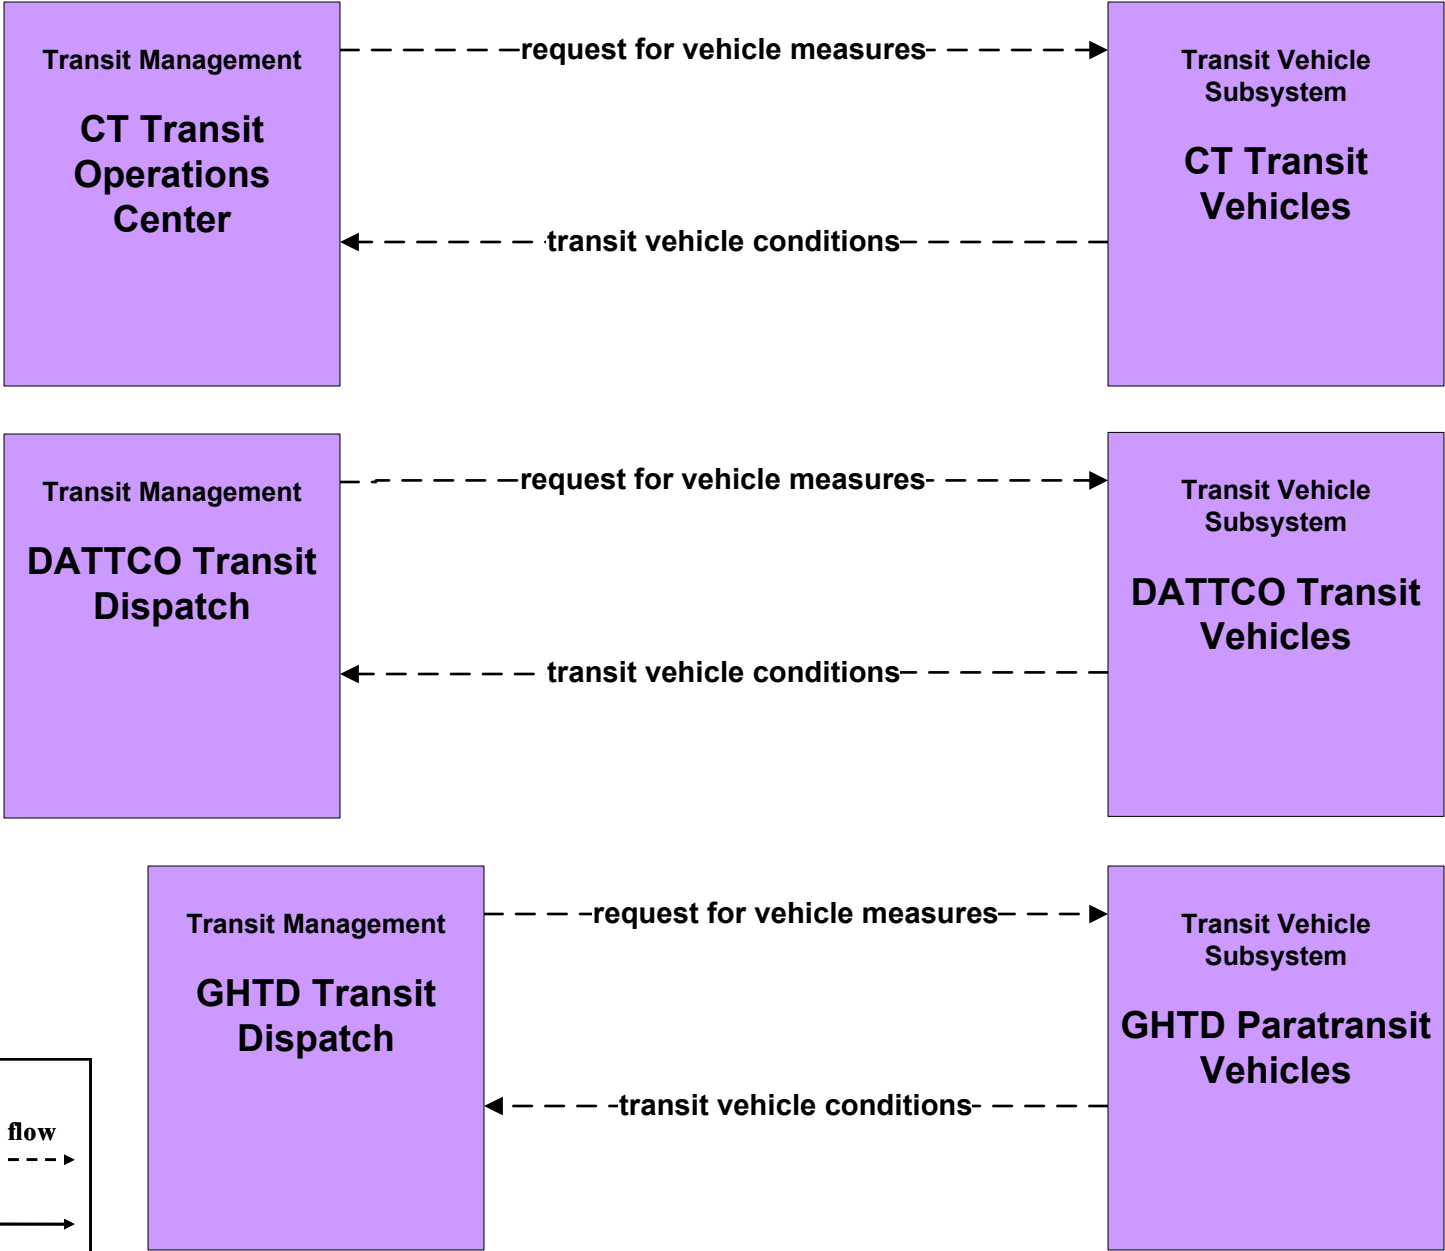 Transit Management
CT Transit
Operations
Center
request for vehicle measures
transit vehicle conditions
Transit Vehicle
Subsystem
CT Transit
Vehicles
Transit Management
DATTCO Transit
Dispatch
request for vehicle measures
transit vehicle conditions
Transit Vehicle
Subsystem
DATTCO Transit
Vehicles
Transit Management
GHTD Transit
Dispatch
request for vehicle measures
transit vehicle conditions
Transit Vehicle
Subsystem
GHTD Paratransit
Vehicles
flow